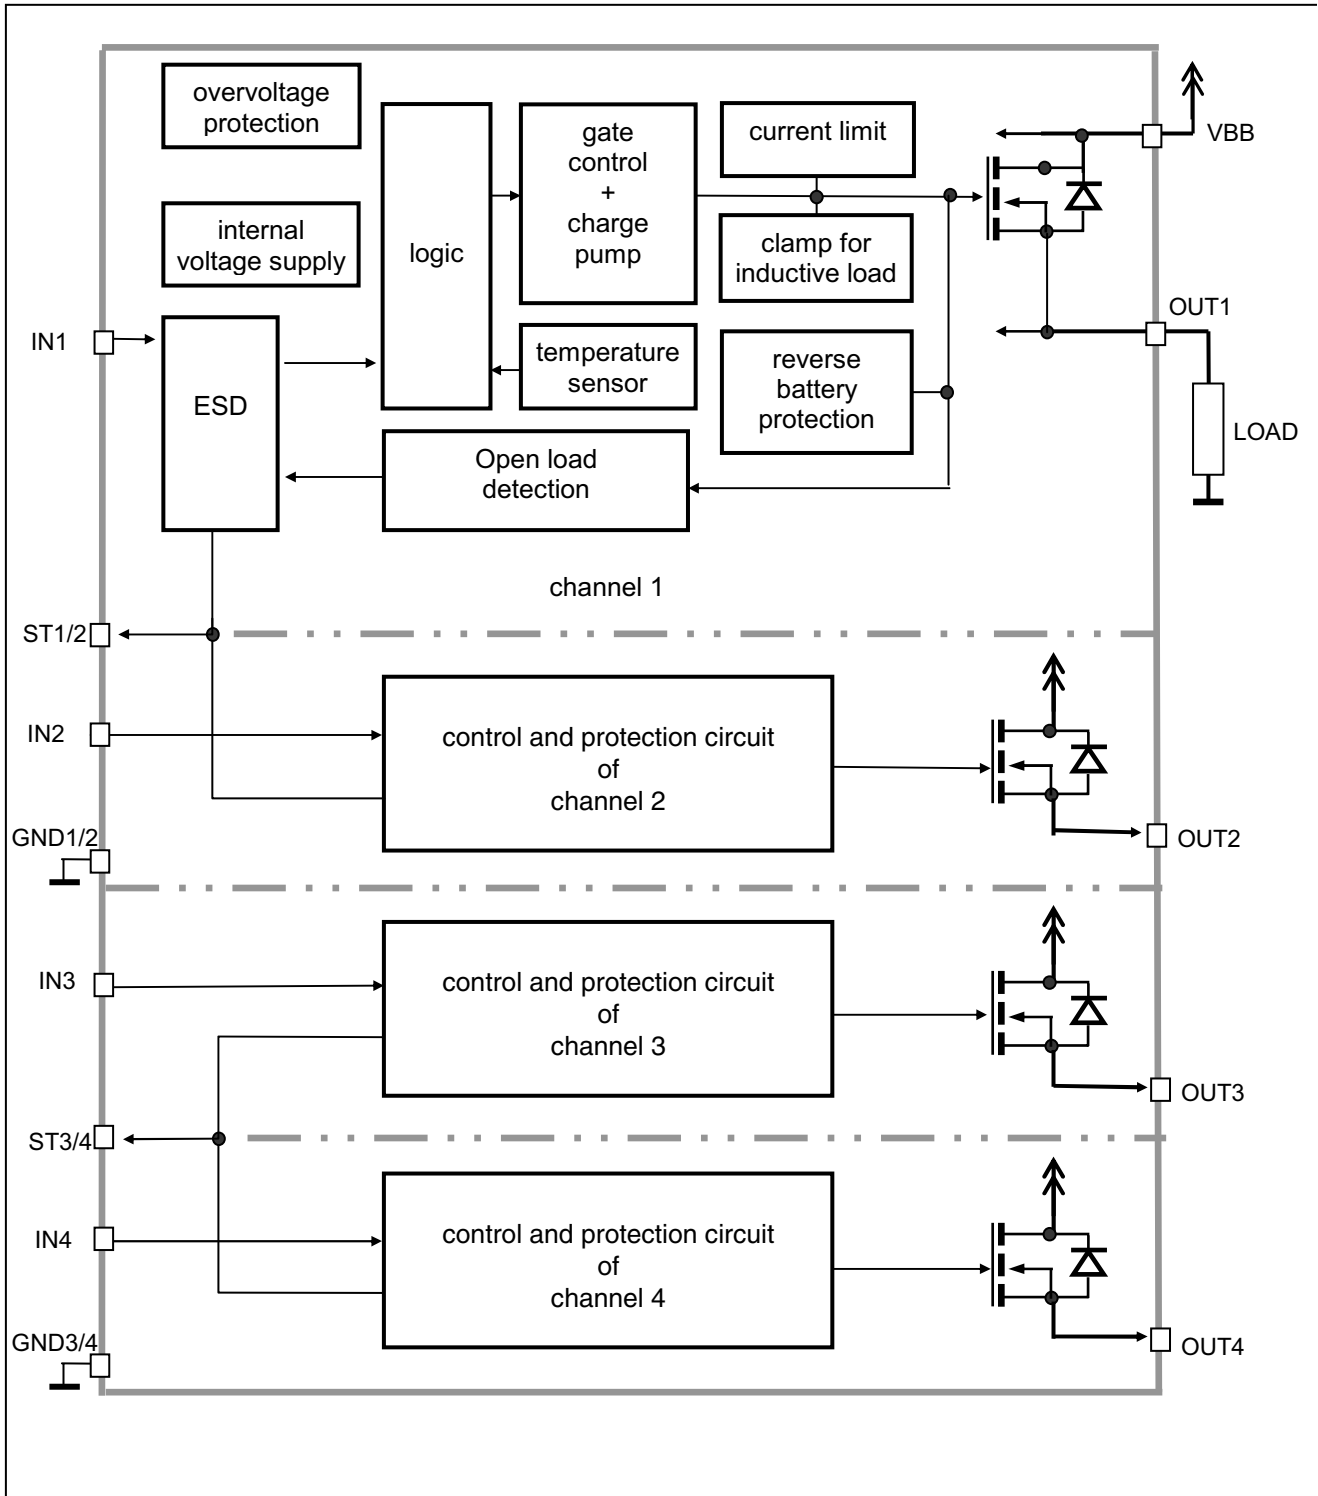 overvoltage
protection
internal
voltage supply
logic
gate
control
+
charge
pump
current limit
clamp for
inductive load
VBB
OUT1
IN1
ESD
temperature
sensor
reverse
battery
protection
LOAD
Open load
detection
channel 1
ST1/2
IN2
control and protection circuit
of
channel 2
GND1/2
OUT2
IN3
control and protection circuit
of
channel 3
OUT3
ST3/4
IN4
control and protection circuit
of
channel 4
GND3/4
OUT4